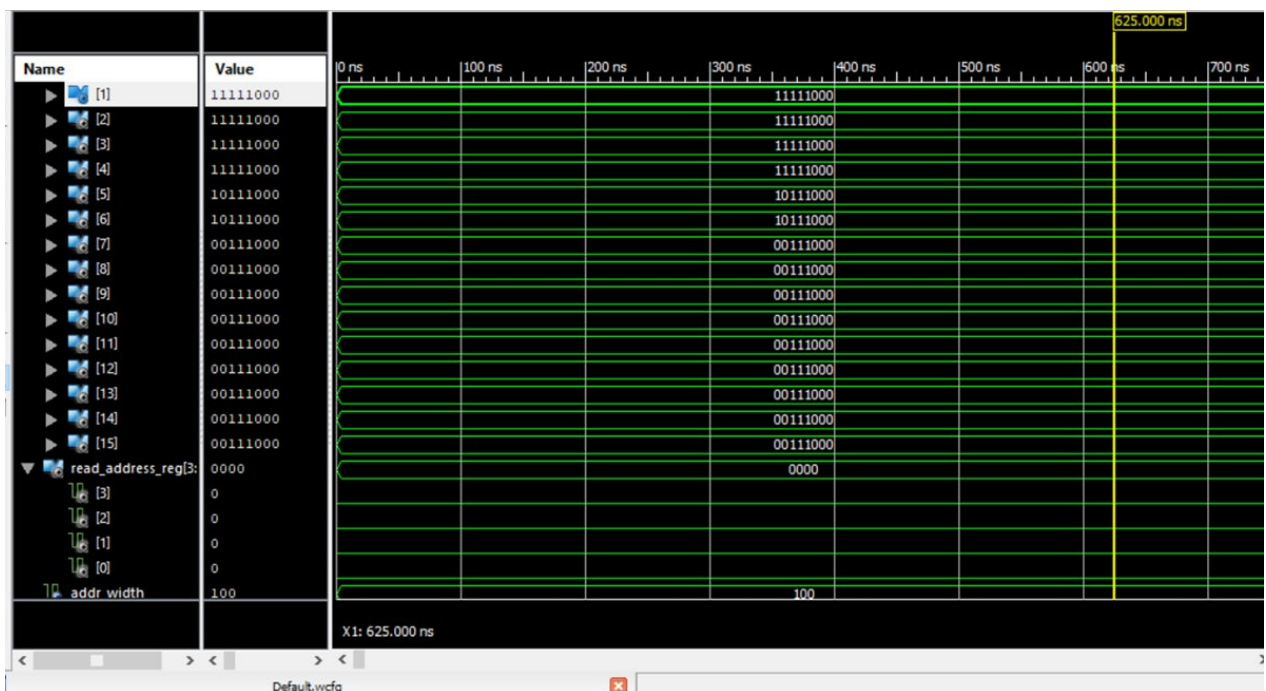 625.000 ns
Name Value 0 ns 100 ns 200 ns 300 ns 400 ns 500 ns 600 ns 700 ns
[1] 11111000 11111000
[2] 11111000 11111000
[3] 11111000 11111000
[4] 11111000 11111000
[5] 10111000 10111000
[6] 10111000 10111000
[7] 00111000 00111000
[8] 00111000 00111000
[9] 00111000 00111000
[10] 00111000 00111000
[11] 00111000 00111000
[12] 00111000 00111000
[13] 00111000 00111000
[14] 00111000 00111000
[15] 00111000 00111000
read_address_reg[3: 0000 0000
[3] 0
[2] 0
[1] 0
[0] 0
addr_width 100 100
X1: 625.000 ns
Default.wcfg